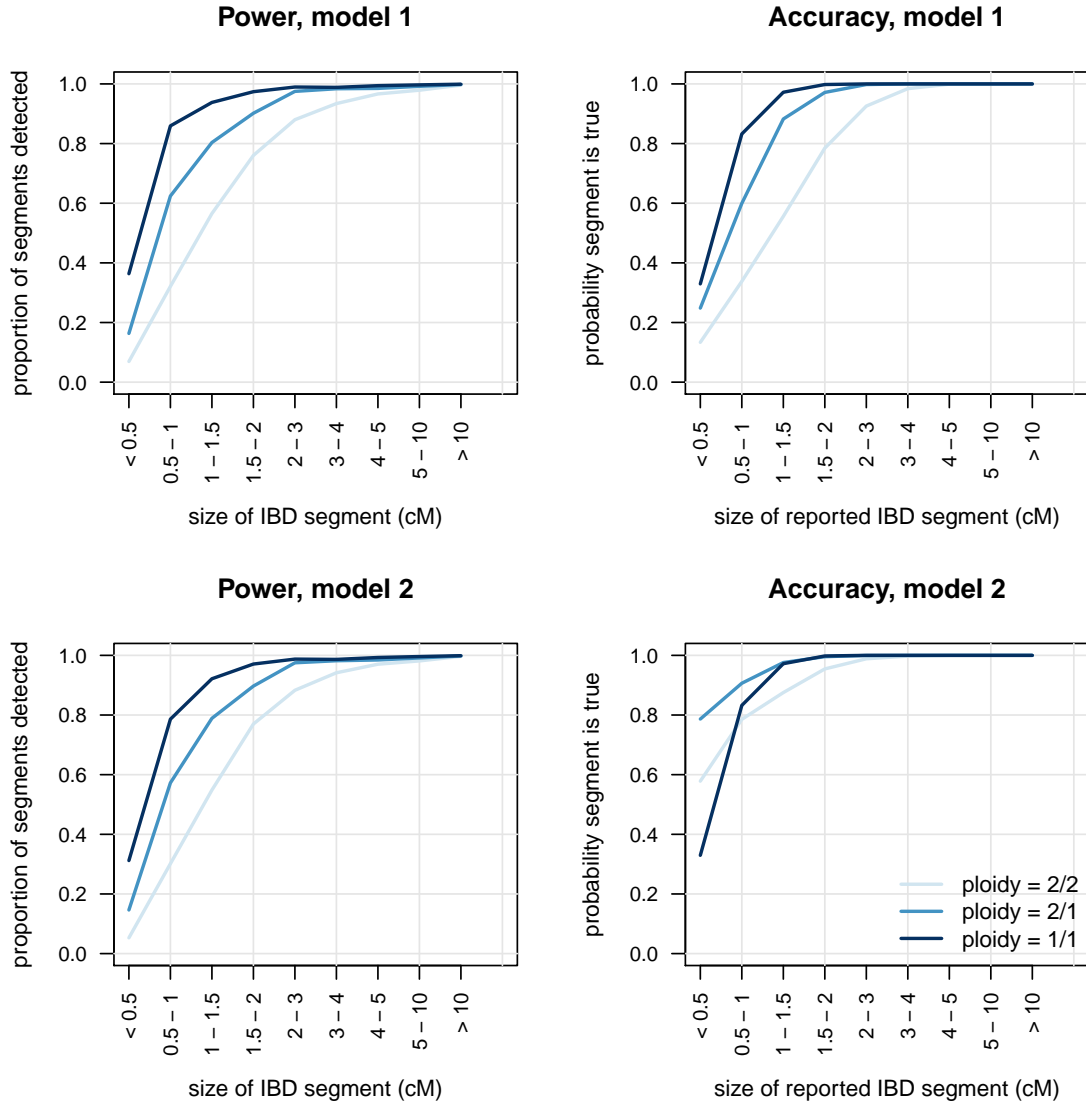 Power, model 1
proportion of segments detected
1.0
0.8
0.6
0.4
0.2
0.0
< 0.5
0.5 − 1
1 − 1.5
1.5 − 2
2 − 3
3 − 4
4 − 5
5 − 10
> 10
size of IBD segment (cM)
Accuracy, model 1
probability segment is true
1.0
0.8
0.6
0.4
0.2
0.0
< 0.5
0.5 − 1
1 − 1.5
1.5 − 2
2 − 3
3 − 4
4 − 5
5 − 10
> 10
size of reported IBD segment (cM)
Power, model 2
proportion of segments detected
1.0
0.8
0.6
0.4
0.2
0.0
< 0.5
0.5 − 1
1 − 1.5
1.5 − 2
2 − 3
3 − 4
4 − 5
5 − 10
> 10
size of IBD segment (cM)
Accuracy, model 2
probability segment is true
1.0
0.8
0.6
0.4
0.2
0.0
ploidy = 2/2
ploidy = 2/1
ploidy = 1/1
< 0.5
0.5 − 1
1 − 1.5
1.5 − 2
2 − 3
3 − 4
4 − 5
5 − 10
> 10
size of reported IBD segment (cM)